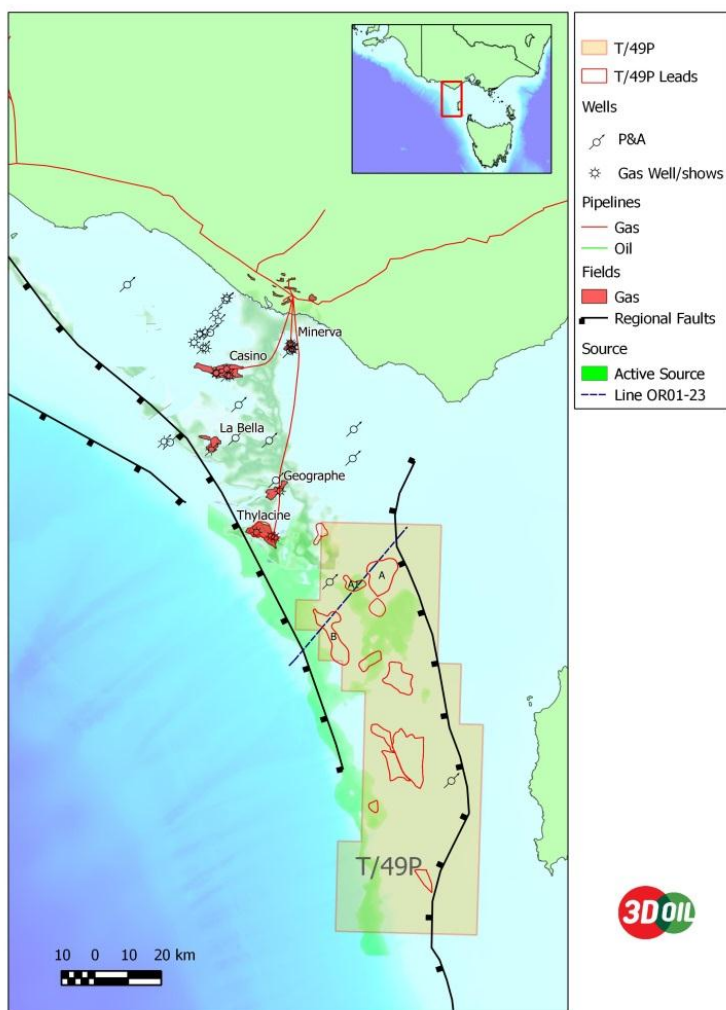 T/49P
T/49P Leads
Wells
P&A
Gas Well/shows
Pipelines
Gas
Oil
Fields
Gas
Regional Faults
Source
Active Source
Line OR01-23
Minerva
Casino
La Bella
Geographe
Thylacine
A
A1
B
T/49P
10 0 10 20 km
3D OIL